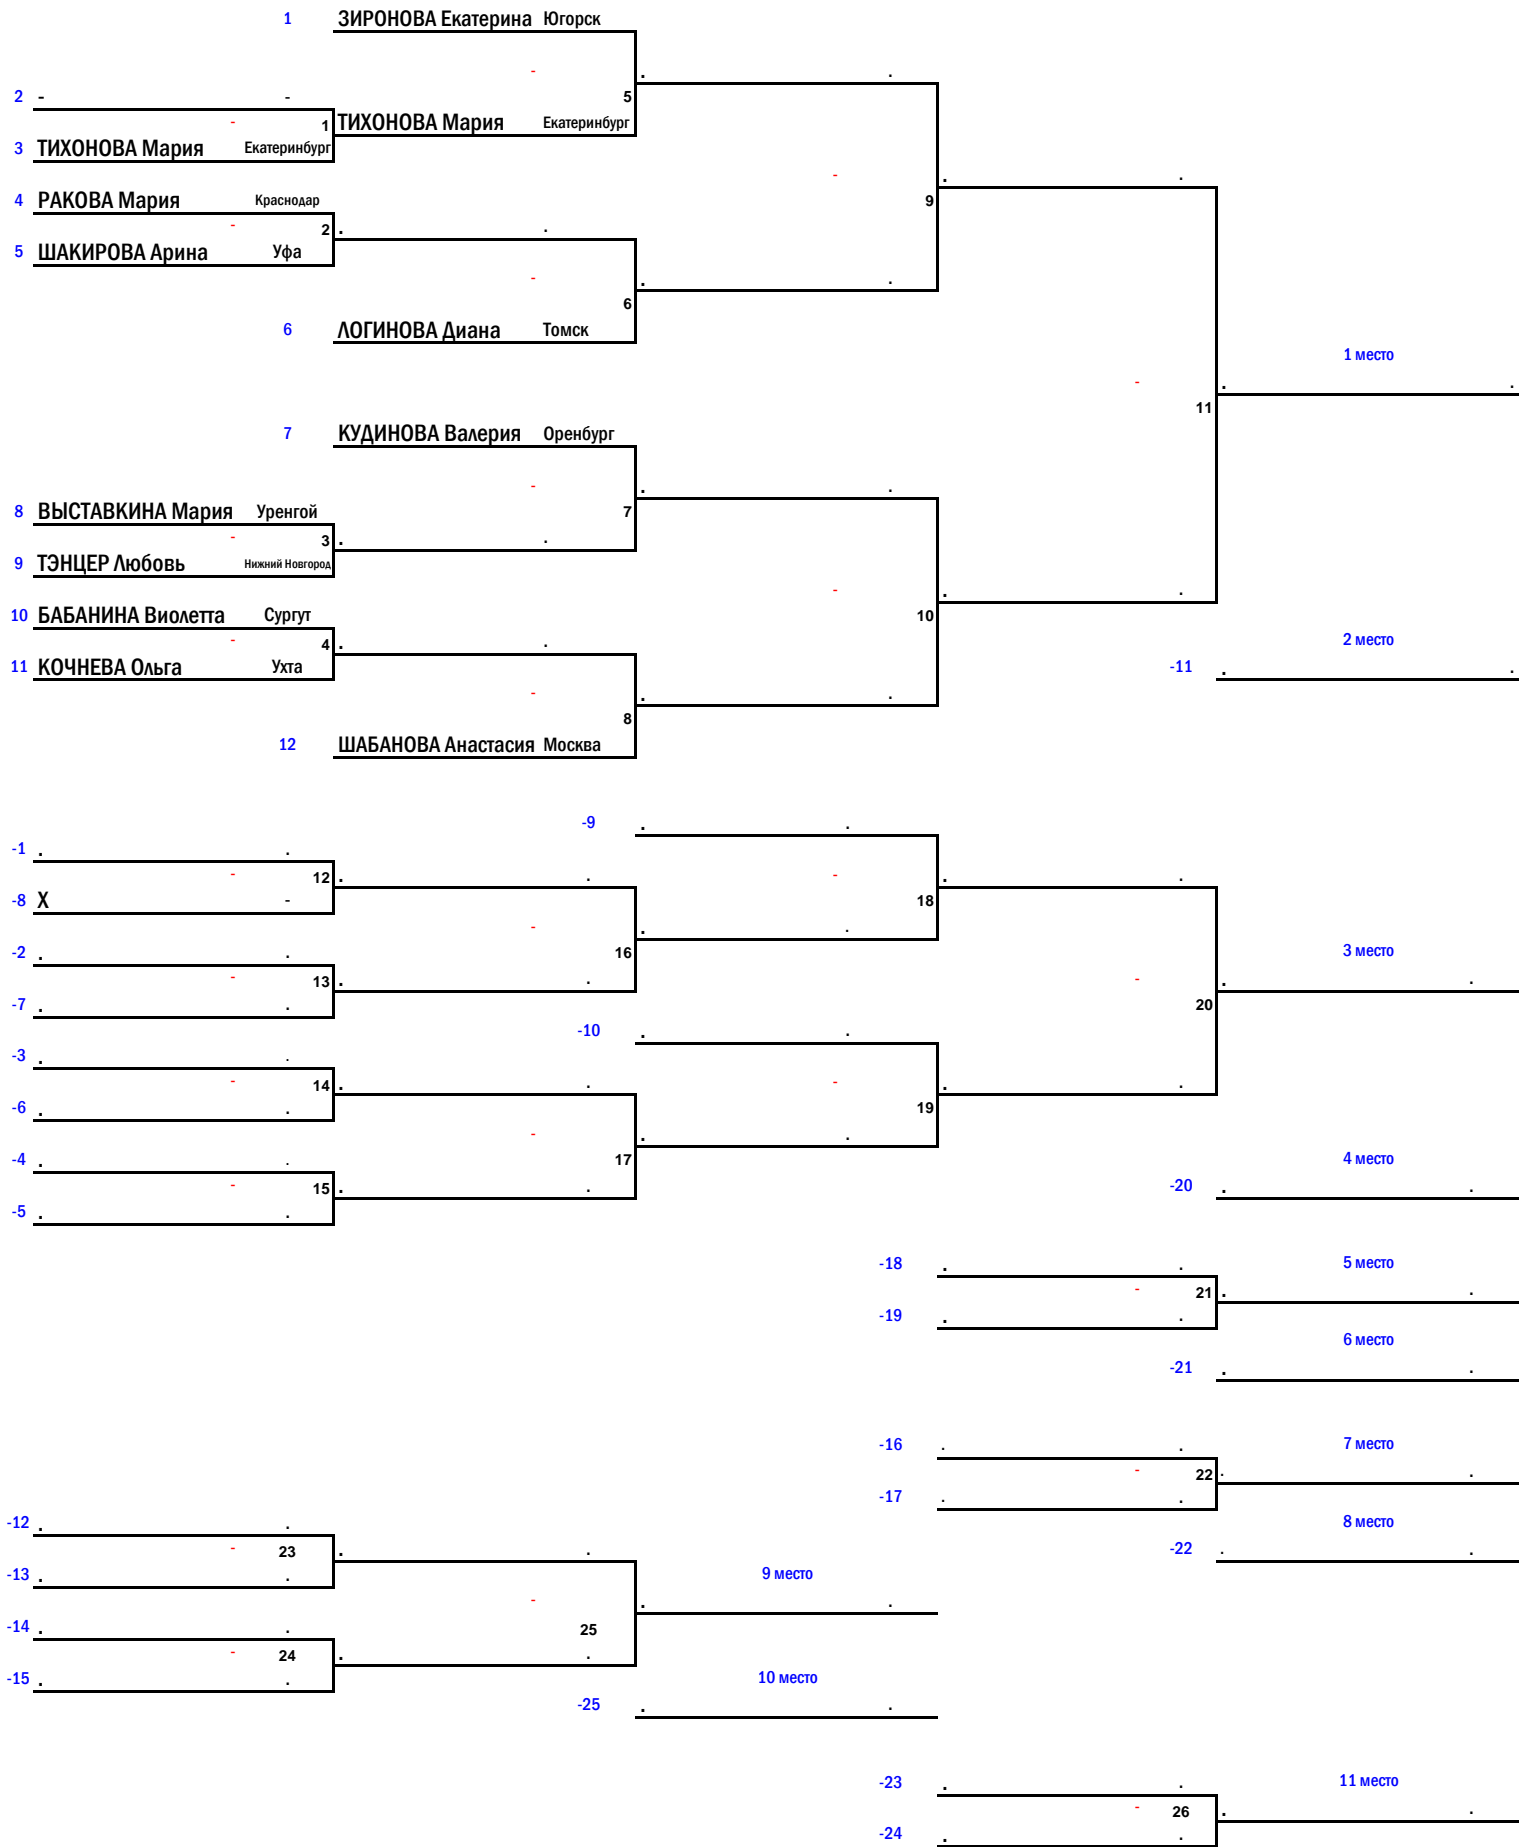 1 ЗИРОНОВА Екатерина Югорск
-
2 - -
5
- 1 ТИХОНОВА Мария Екатеринбург
3 ТИХОНОВА Мария Екатеринбург
-
4 РАКОВА Мария Краснодар
9
- 2
5 ШАКИРОВА Арина Уфа
-
6
6 ЛОГИНОВА Диана Томск
1 место
-
11
7 КУДИНОВА Валерия Оренбург
-
8 ВЫСТАВКИНА Мария Уренгой
7
- 3
9 ТЭНЦЕР Любовь Нижний Новгород
-
10 БАБАНИНА Виолетта Сургут
10
- 4
2 место
11 КОЧНЕВА Ольга Ухта
-11
-
8
12 ШАБАНОВА Анастасия Москва
-9
-1
- 12
-
-8 Х -
18
-
-2
16
3 место
- 13
-
-7
20
-10
-3
- 14
-
-6
19
-
-4
17
4 место
- 15
-20
-5
-18
5 место
- 21
-19
6 место
-21
-16
7 место
- 22
-17
-12
8 место
- 23
-22
-13
9 место
-
-14
25
- 24
-15
10 место
-25
-23
11 место
- 26
-24